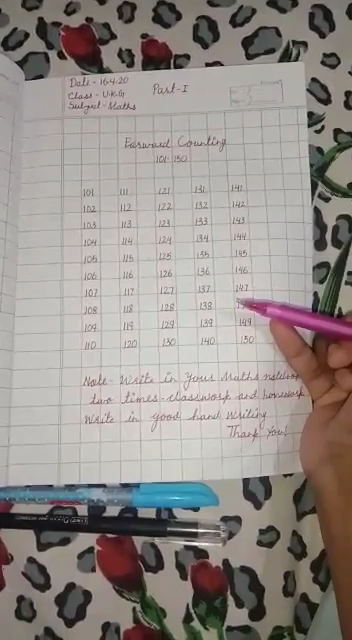 Date - 16.4.20
Class - U.K.G
Subject - Maths
Part - I
Forward Counting
101-150
101 111 121 131 141
102 112 122 132 142
103 113 123 133 143
104 114 124 134 144
105 115 125 135 145
106 116 126 136 146
107 117 127 137 147
108 118 128 138
109 119 129 139 149
110 120 130 140 150
Note - Write in your Maths notebook
two times - classwork and homework
Write in good hand writing
Thank You!